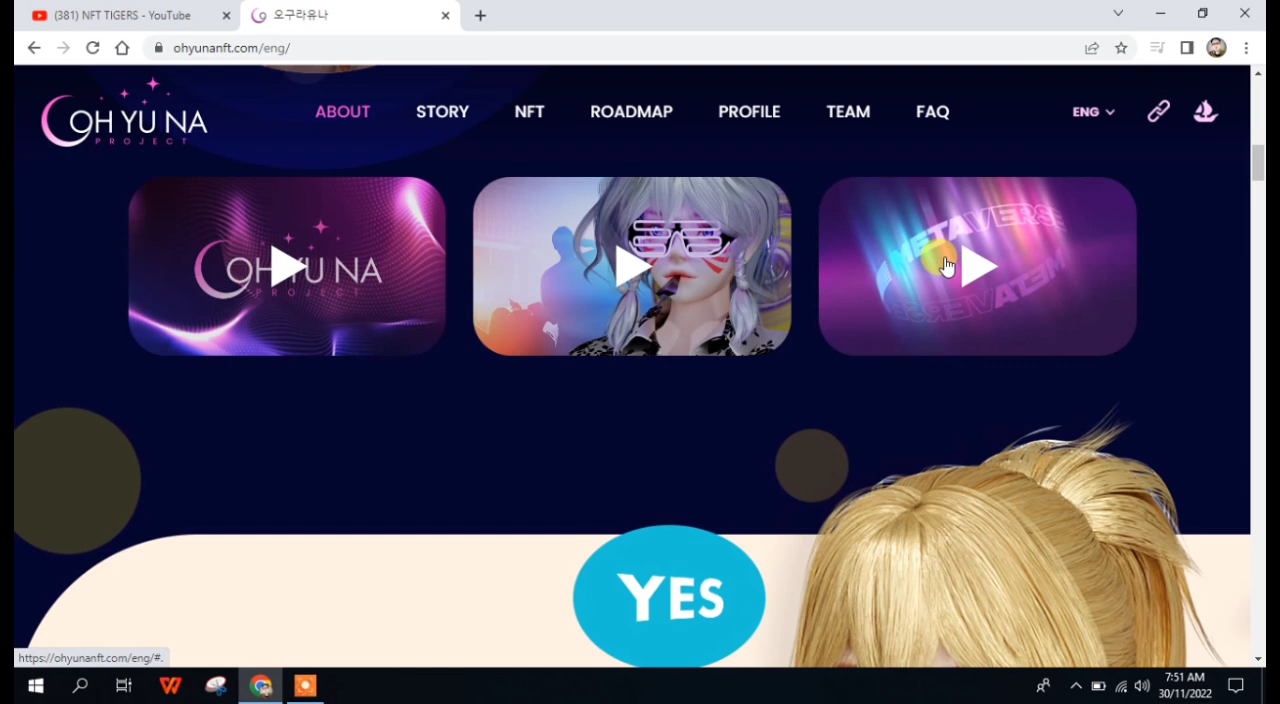 (381) NFT TIGERS - YouTube
오구라유나
ohyunanft.com/eng/
OH YU NA
PROJECT
ABOUT STORY NFT ROADMAP PROFILE TEAM FAQ ENG
OH YU NA
PROJECT
METAVERSE
METAVERSE
YES
https://ohyunanft.com/eng/#.
7:51 AM
30/11/2022